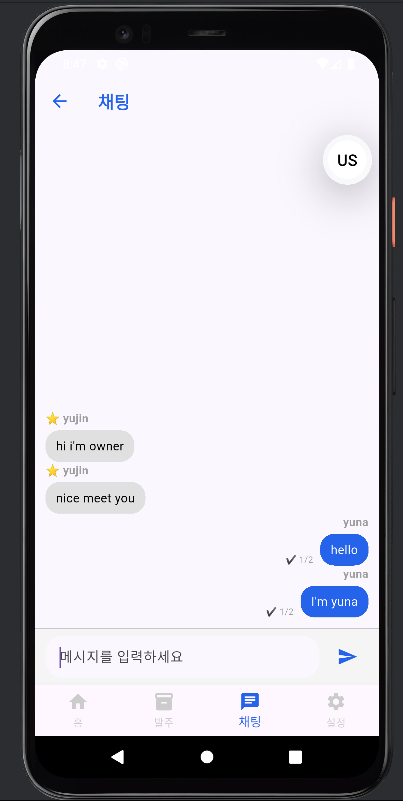 채팅
US
⭐ yujin
hi i'm owner
⭐ yujin
nice meet you
yuna
✔ 1/2 hello
yuna
✔ 1/2 I'm yuna
메시지를 입력하세요
홈 발주 채팅 설정